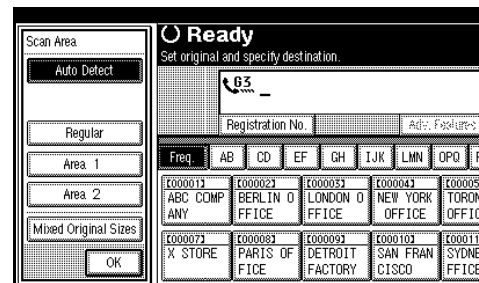 Scan Area
Auto Detect
Regular
Area 1
Area 2
Mixed Original Sizes
OK
Ready
Set original and specify destination.
G3 _
Registration No.
Adv. Features
Freq. AB CD EF GH IJK LMN OPQ
[00001] [00002] [00003] [00004] [00005
ABC COMP BERLIN O LONDON O NEW YORK TORON
ANY FFICE FFICE OFFICE OFFIC
[00007] [00008] [00009] [00010] [00011
X STORE PARIS OF DETROIT SAN FRAN SYDNE
FICE FACTORY CISCO FFICE